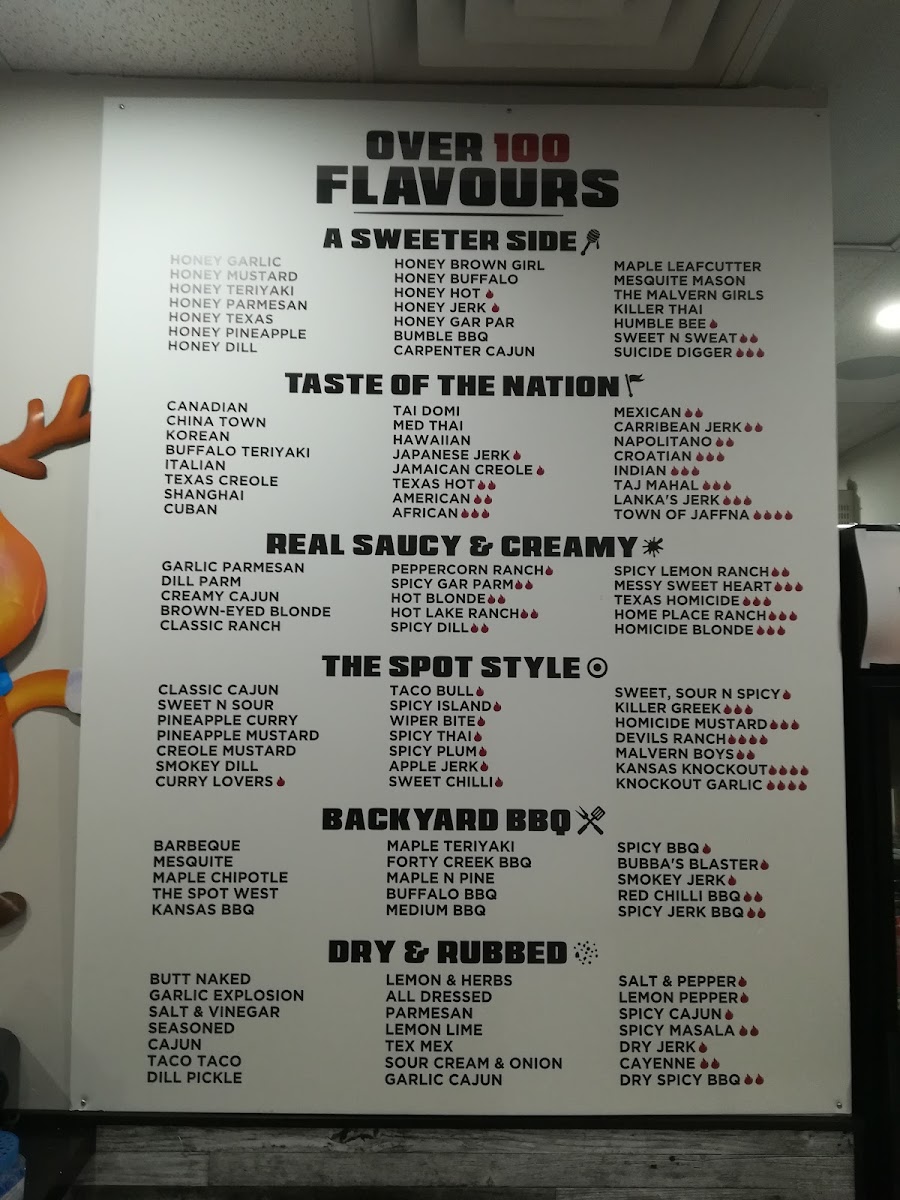 OVER 100
FLAVOURS
A SWEETER SIDE
HONEY GARLIC
HONEY MUSTARD
HONEY TERIYAKI
HONEY PARMESAN
HONEY TEXAS
HONEY PINEAPPLE
HONEY DILL
HONEY BROWN GIRL
HONEY BUFFALO
HONEY HOT
HONEY JERK
HONEY GAR PAR
BUMBLE BBQ
CARPENTER CAJUN
MAPLE LEAFCUTTER
MESQUITE MASON
THE MALVERN GIRLS
KILLER THAI
HUMBLE BEE
SWEET N SWEAT
SUICIDE DIGGER
TASTE OF THE NATION
CANADIAN
CHINA TOWN
KOREAN
BUFFALO TERIYAKI
ITALIAN
TEXAS CREOLE
SHANGHAI
CUBAN
TAI DOMI
MED THAI
HAWAIIAN
JAPANESE JERK
JAMAICAN CREOLE
TEXAS HOT
AMERICAN
AFRICAN
MEXICAN
CARRIBEAN JERK
NAPOLITANO
CROATIAN
INDIAN
TAJ MAHAL
LANKA'S JERK
TOWN OF JAFFNA
REAL SAUCY & CREAMY
GARLIC PARMESAN
DILL PARM
CREAMY CAJUN
BROWN-EYED BLONDE
CLASSIC RANCH
PEPPERCORN RANCH
SPICY GAR PARM
HOT BLONDE
HOT LAKE RANCH
SPICY DILL
SPICY LEMON RANCH
MESSY SWEET HEART
TEXAS HOMICIDE
HOME PLACE RANCH
HOMICIDE BLONDE
THE SPOT STYLE
CLASSIC CAJUN
SWEET N SOUR
PINEAPPLE CURRY
PINEAPPLE MUSTARD
CREOLE MUSTARD
SMOKEY DILL
CURRY LOVERS
TACO BULL
SPICY ISLAND
WIPER BITE
SPICY THAI
SPICY PLUM
APPLE JERK
SWEET CHILLI
SWEET, SOUR N SPICY
KILLER GREEK
HOMICIDE MUSTARD
DEVILS RANCH
MALVERN BOYS
KANSAS KNOCKOUT
KNOCKOUT GARLIC
BACKYARD BBQ
BARBEQUE
MESQUITE
MAPLE CHIPOTLE
THE SPOT WEST
KANSAS BBQ
MAPLE TERIYAKI
FORTY CREEK BBQ
MAPLE N PINE
BUFFALO BBQ
MEDIUM BBQ
SPICY BBQ
BUBBA'S BLASTER
SMOKEY JERK
RED CHILLI BBQ
SPICY JERK BBQ
DRY & RUBBED
BUTT NAKED
GARLIC EXPLOSION
SALT & VINEGAR
SEASONED
CAJUN
TACO TACO
DILL PICKLE
LEMON & HERBS
ALL DRESSED
PARMESAN
LEMON LIME
TEX MEX
SOUR CREAM & ONION
GARLIC CAJUN
SALT & PEPPER
LEMON PEPPER
SPICY CAJUN
SPICY MASALA
DRY JERK
CAYENNE
DRY SPICY BBQ